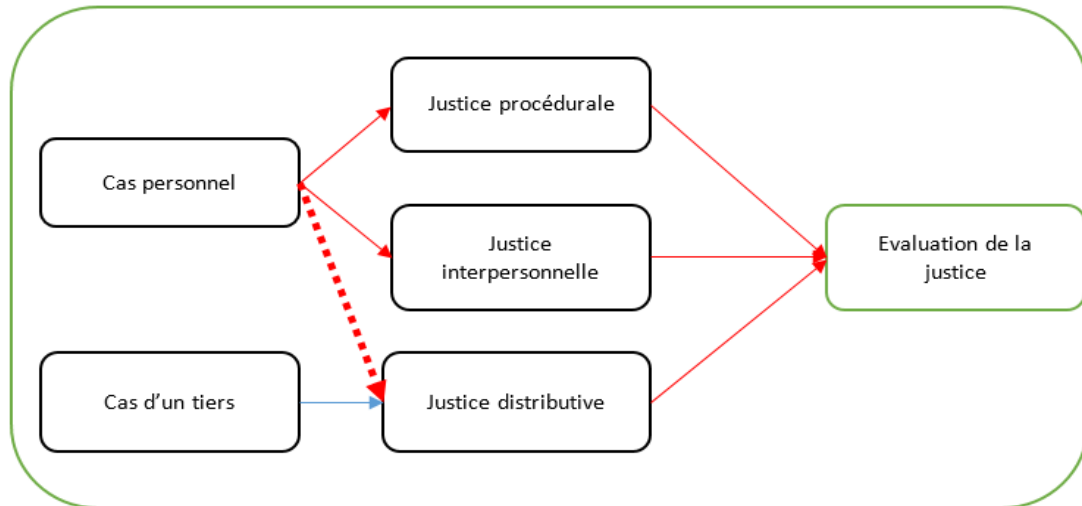 Justice procédurale
Cas personnel
Justice
interpersonnelle
Evaluation de la
justice
Cas d’un tiers
Justice distributive